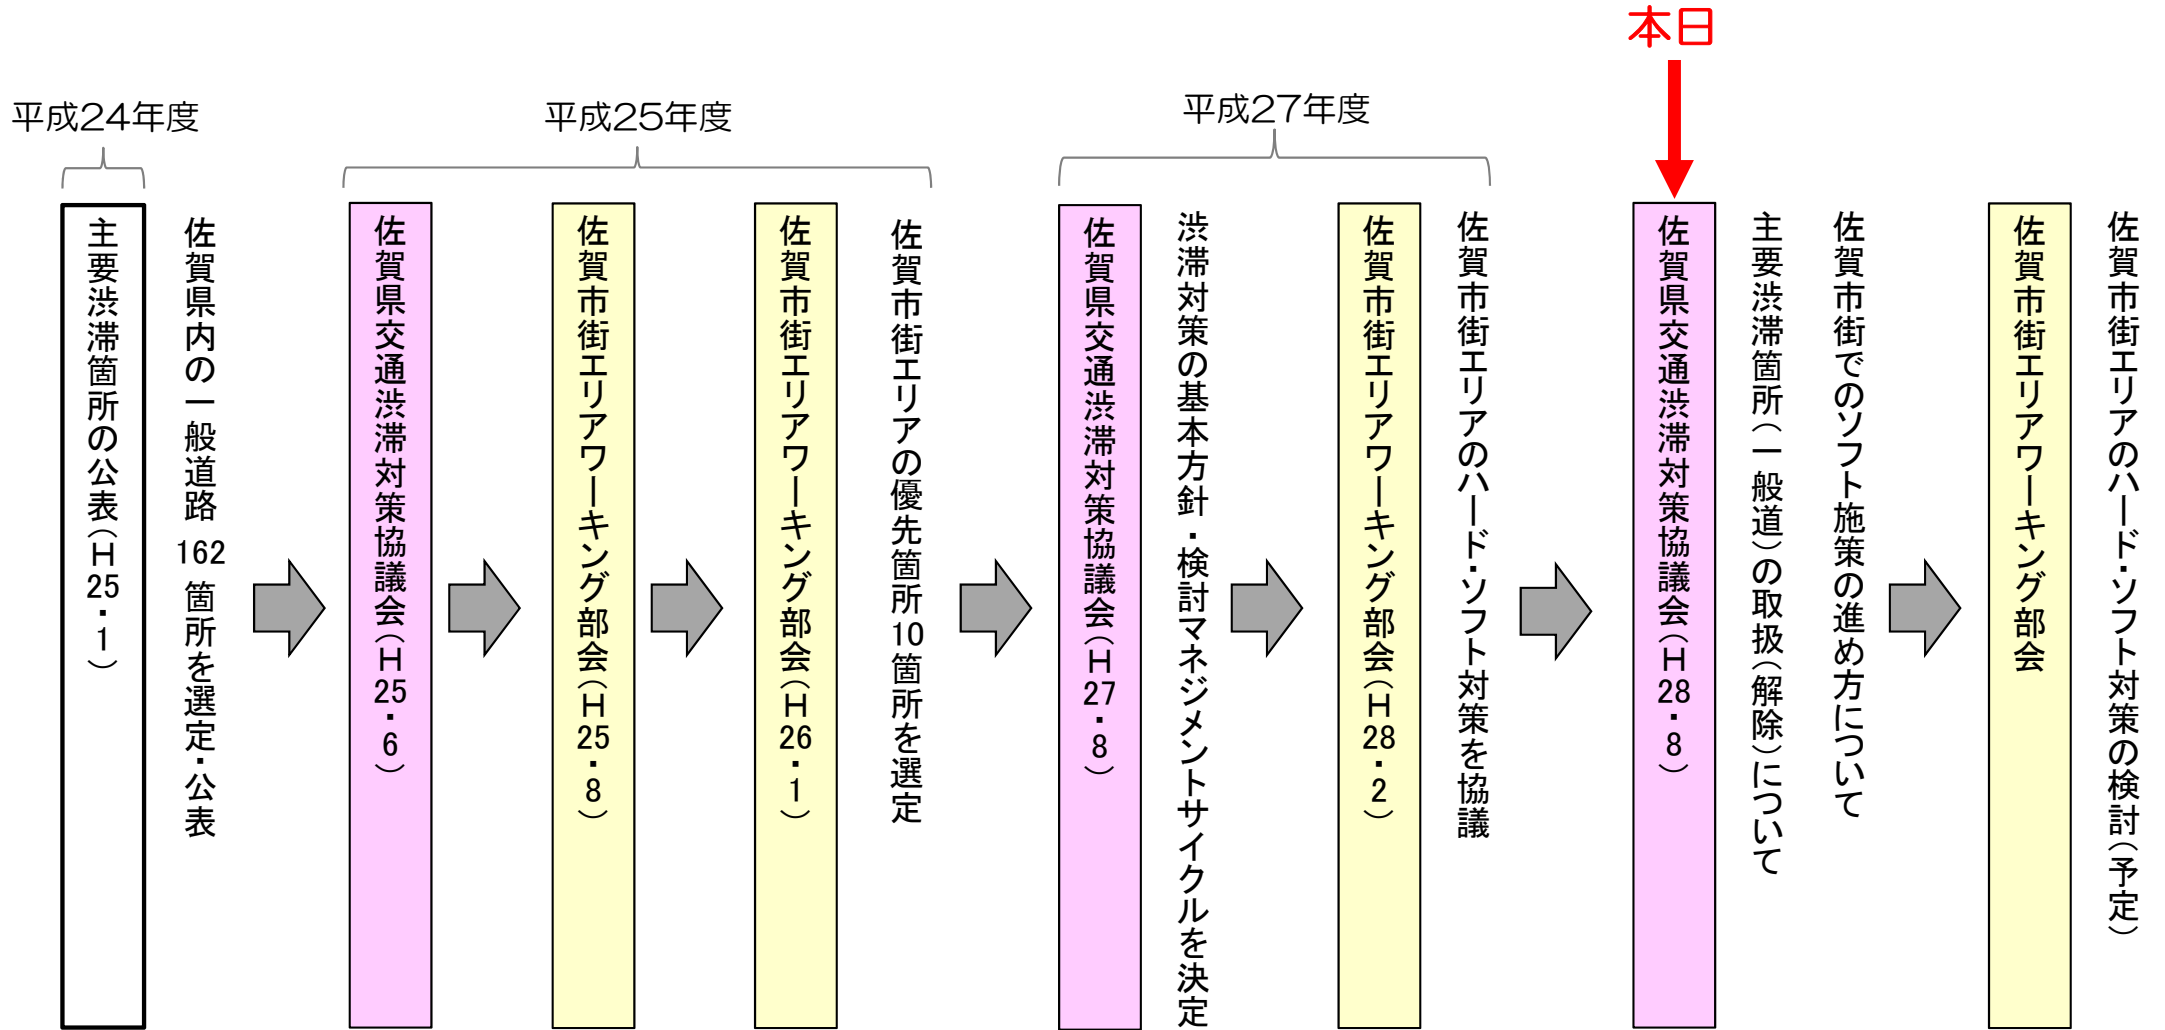 本日
平成24年度
平成25年度
平成27年度
主要渋滞箇所の公表（H25・1）
佐賀県内の一般道路162箇所を選定・公表
佐賀県交通渋滞対策協議会（H25・6）
佐賀市街エリアワーキング部会（H25・8）
佐賀市街エリアワーキング部会（H26・1）
佐賀市街エリアの優先箇所10箇所を選定
佐賀県交通渋滞対策協議会（H27・8）
渋滞対策の基本方針・検討マネジメントサイクルを決定
佐賀市街エリアワーキング部会（H28・2）
佐賀市街エリアのハード・ソフト対策を協議
佐賀県交通渋滞対策協議会（H28・8）
主要渋滞箇所（一般道）の取扱（解除）について
佐賀市街でのソフト施策の進め方について
佐賀市街エリアワーキング部会
佐賀市街エリアのハード・ソフト対策の検討（予定）